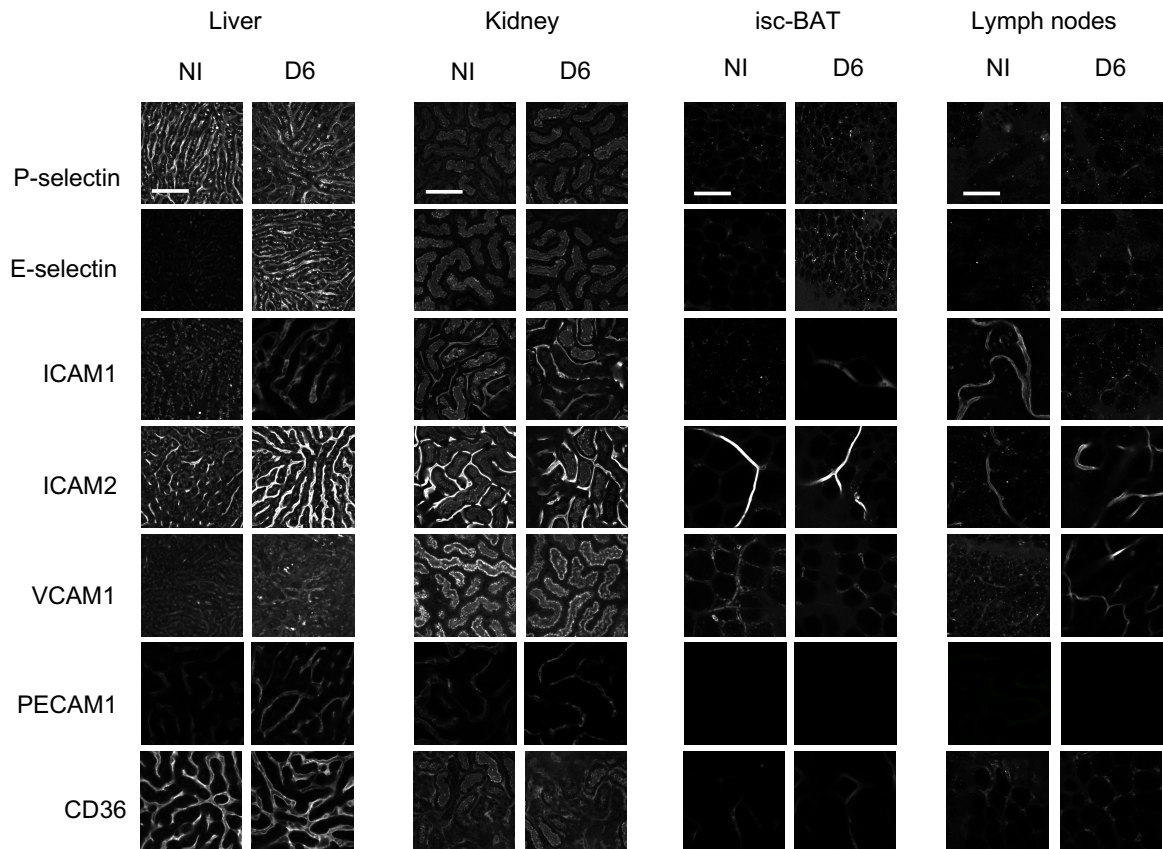 Liver Kidney isc-BAT Lymph nodes
NI D6 NI D6 NI D6 NI D6
P-selectin
E-selectin
ICAM1
ICAM2
VCAM1
PECAM1
CD36